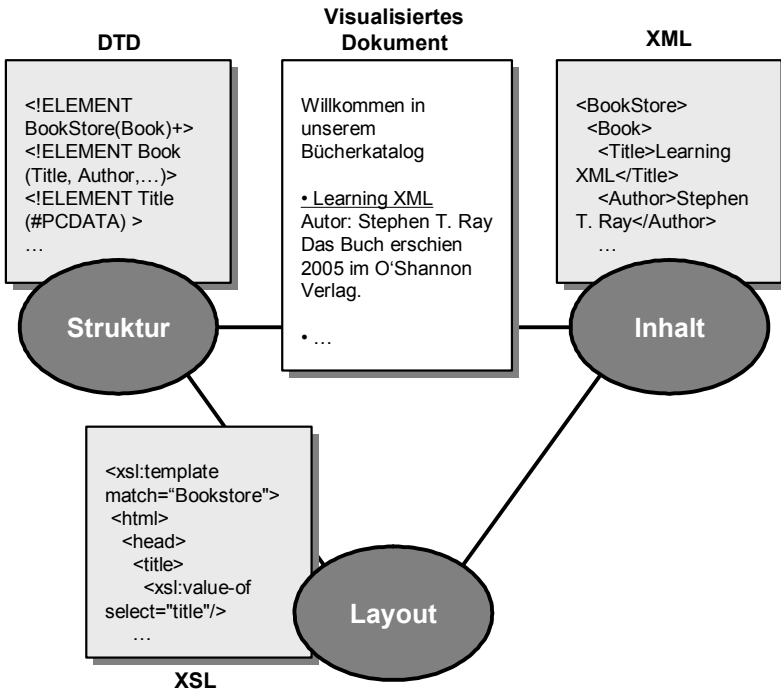 DTD
<!ELEMENT
BookStore(Book)+>
<!ELEMENT Book
(Title, Author,…)>
<!ELEMENT Title
(#PCDATA) >
…
Struktur
Visualisiertes
Dokument
Willkommen in
unserem
Bücherkatalog
• Learning XML
Autor: Stephen T. Ray
Das Buch erschien
2005 im O‘Shannon
Verlag.
• …
XML
<BookStore>
<Book>
<Title>Learning
XML</Title>
<Author>Stephen
T. Ray</Author>
…
Inhalt
<xsl:template
match=“Bookstore">
<html>
<head>
<title>
<xsl:value-of
select="title"/>
…
XSL
Layout